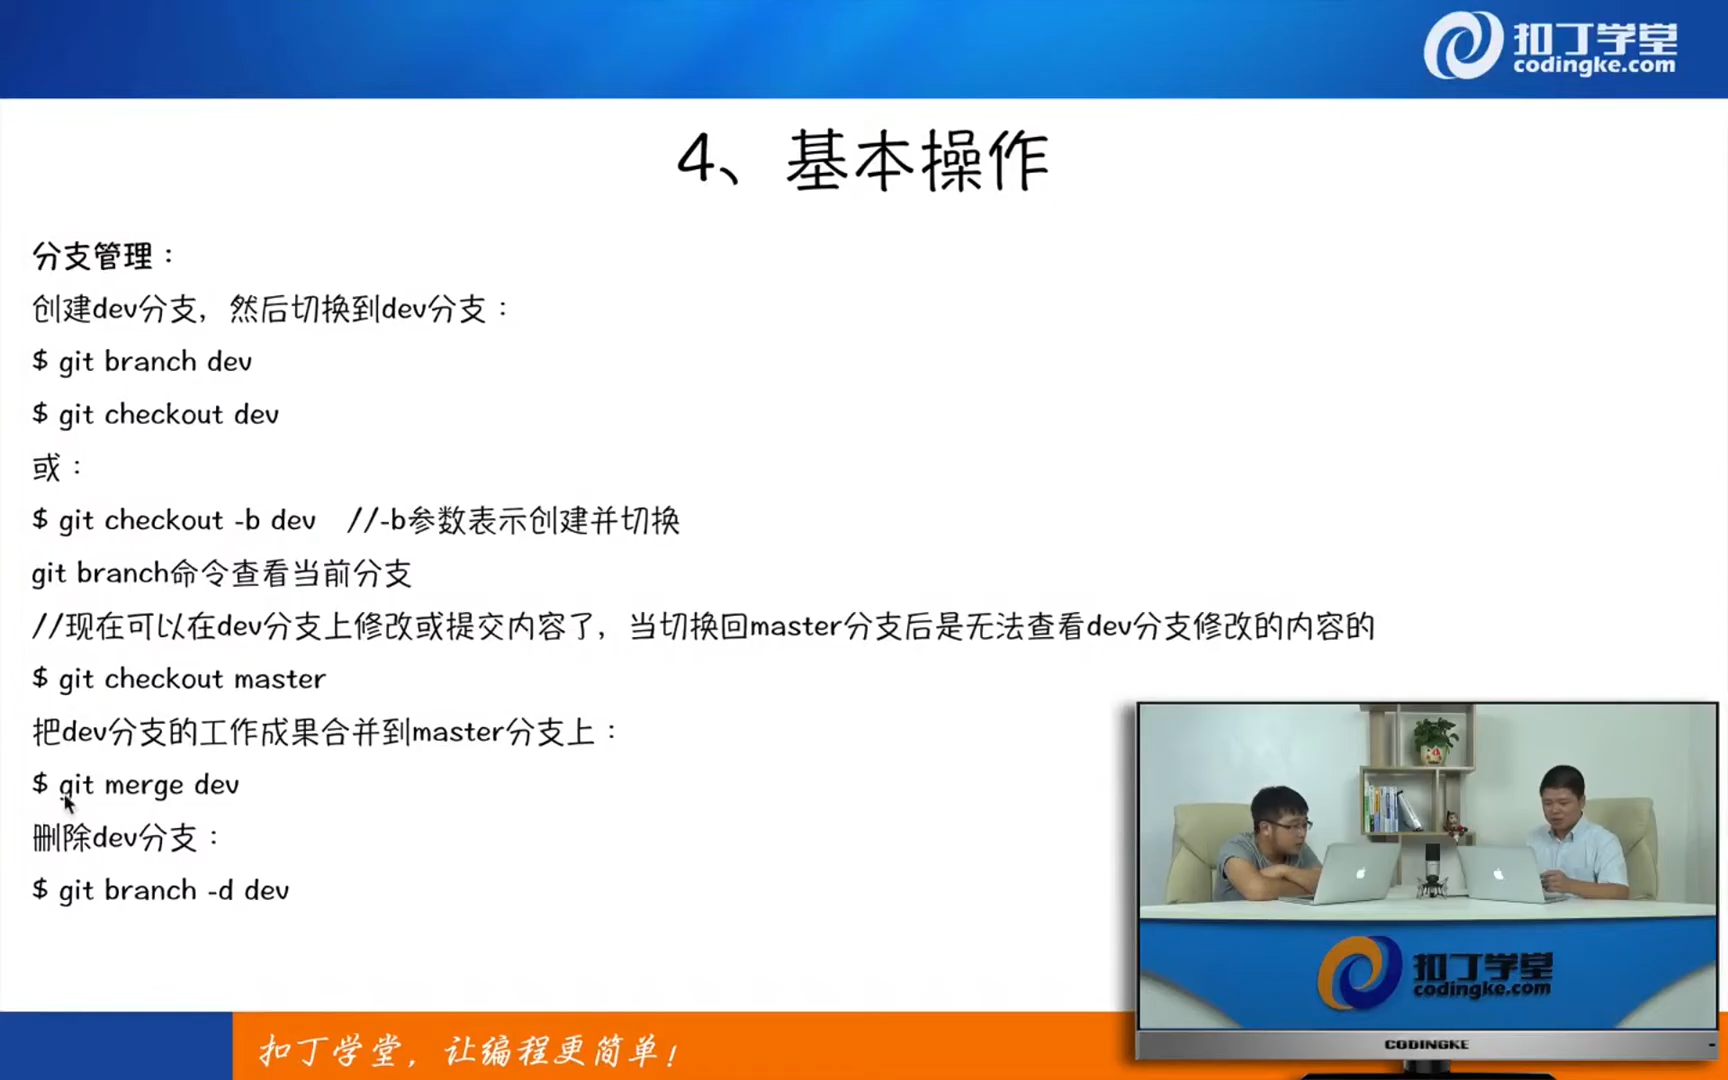 扣丁学堂
codingke.com
4、基本操作
分支管理：
创建dev分支，然后切换到dev分支：
$ git branch dev
$ git checkout dev
或：
$ git checkout -b dev //-b参数表示创建并切换
git branch命令查看当前分支
//现在可以在dev分支上修改或提交内容了，当切换回master分支后是无法查看dev分支修改的内容的
$ git checkout master
把dev分支的工作成果合并到master分支上：
$ git merge dev
删除dev分支：
$ git branch -d dev
扣丁学堂
codingke.com
CODINGKE
扣丁学堂，让编程更简单！